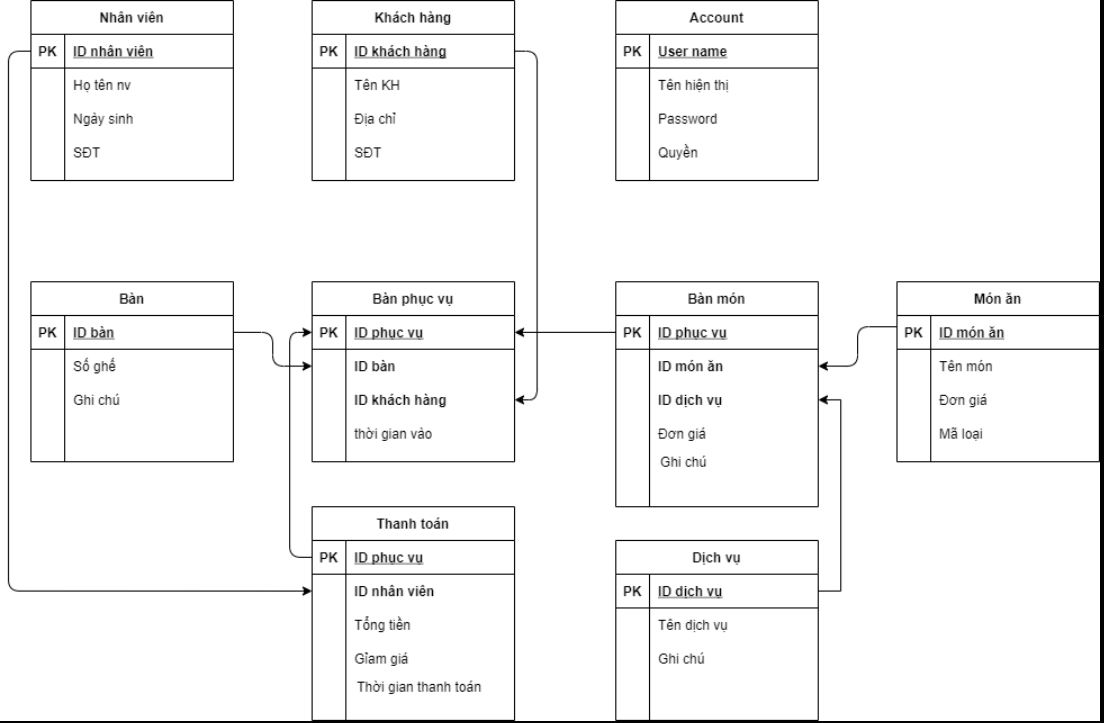 Nhân viên
PK ID nhân viên
Họ tên nv
Ngày sinh
SĐT
Khách hàng
PK ID khách hàng
Tên KH
Địa chỉ
SĐT
Account
PK User name
Tên hiện thị
Password
Quyền
Bàn
PK ID bàn
Số ghế
Ghi chú
Bàn phục vụ
PK ID phục vụ
ID bàn
ID khách hàng
thời gian vào
Bàn món
PK ID phục vụ
ID món ăn
ID dịch vụ
Đơn giá
Ghi chú
Món ăn
PK ID món ăn
Tên món
Đơn giá
Mã loại
Thanh toán
PK ID phục vụ
ID nhân viên
Tổng tiền
Gỉam giá
Thời gian thanh toán
Dịch vụ
PK ID dịch vụ
Tên dịch vụ
Ghi chú